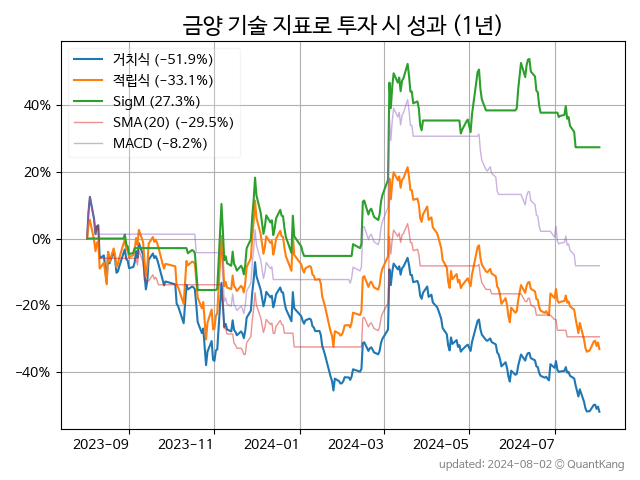 금양 기술 지표로 투자 시 성과 (1년)
거치식 (−51.9%)
적립식 (−33.1%)
SigM (27.3%)
SMA(20) (−29.5%)
MACD (−8.2%)
40%
20%
0%
−20%
−40%
2023-09 2023-11 2024-01 2024-03 2024-05 2024-07
updated: 2024-08-02 © QuantKang